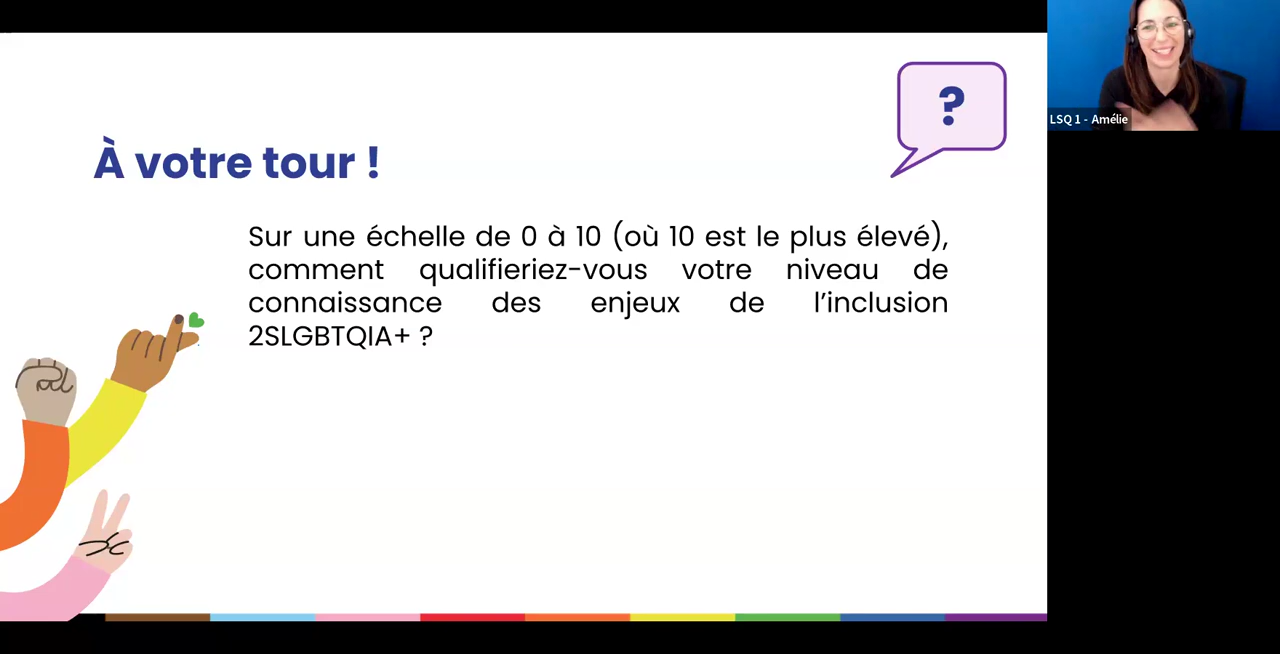 ?
LSQ 1 - Amélie
À votre tour !
Sur une échelle de 0 à 10 (où 10 est le plus élevé),
comment qualifieriez-vous votre niveau de
connaissance des enjeux de l’inclusion
2SLGBTQIA+ ?